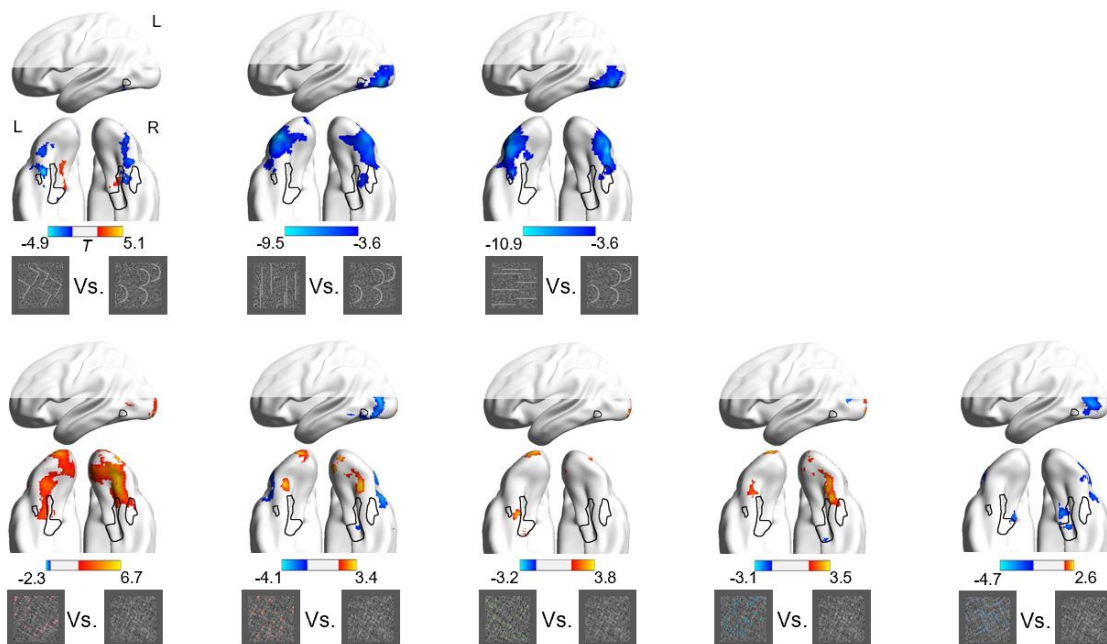 L
L R
-4.9 T 5.1
-9.5 -3.6
-10.9 -3.6
Vs. Vs. Vs.
-2.3 6.7
-4.1 3.4
-3.2 3.8
-3.1 3.5
-4.7 2.6
Vs. Vs. Vs. Vs. Vs.